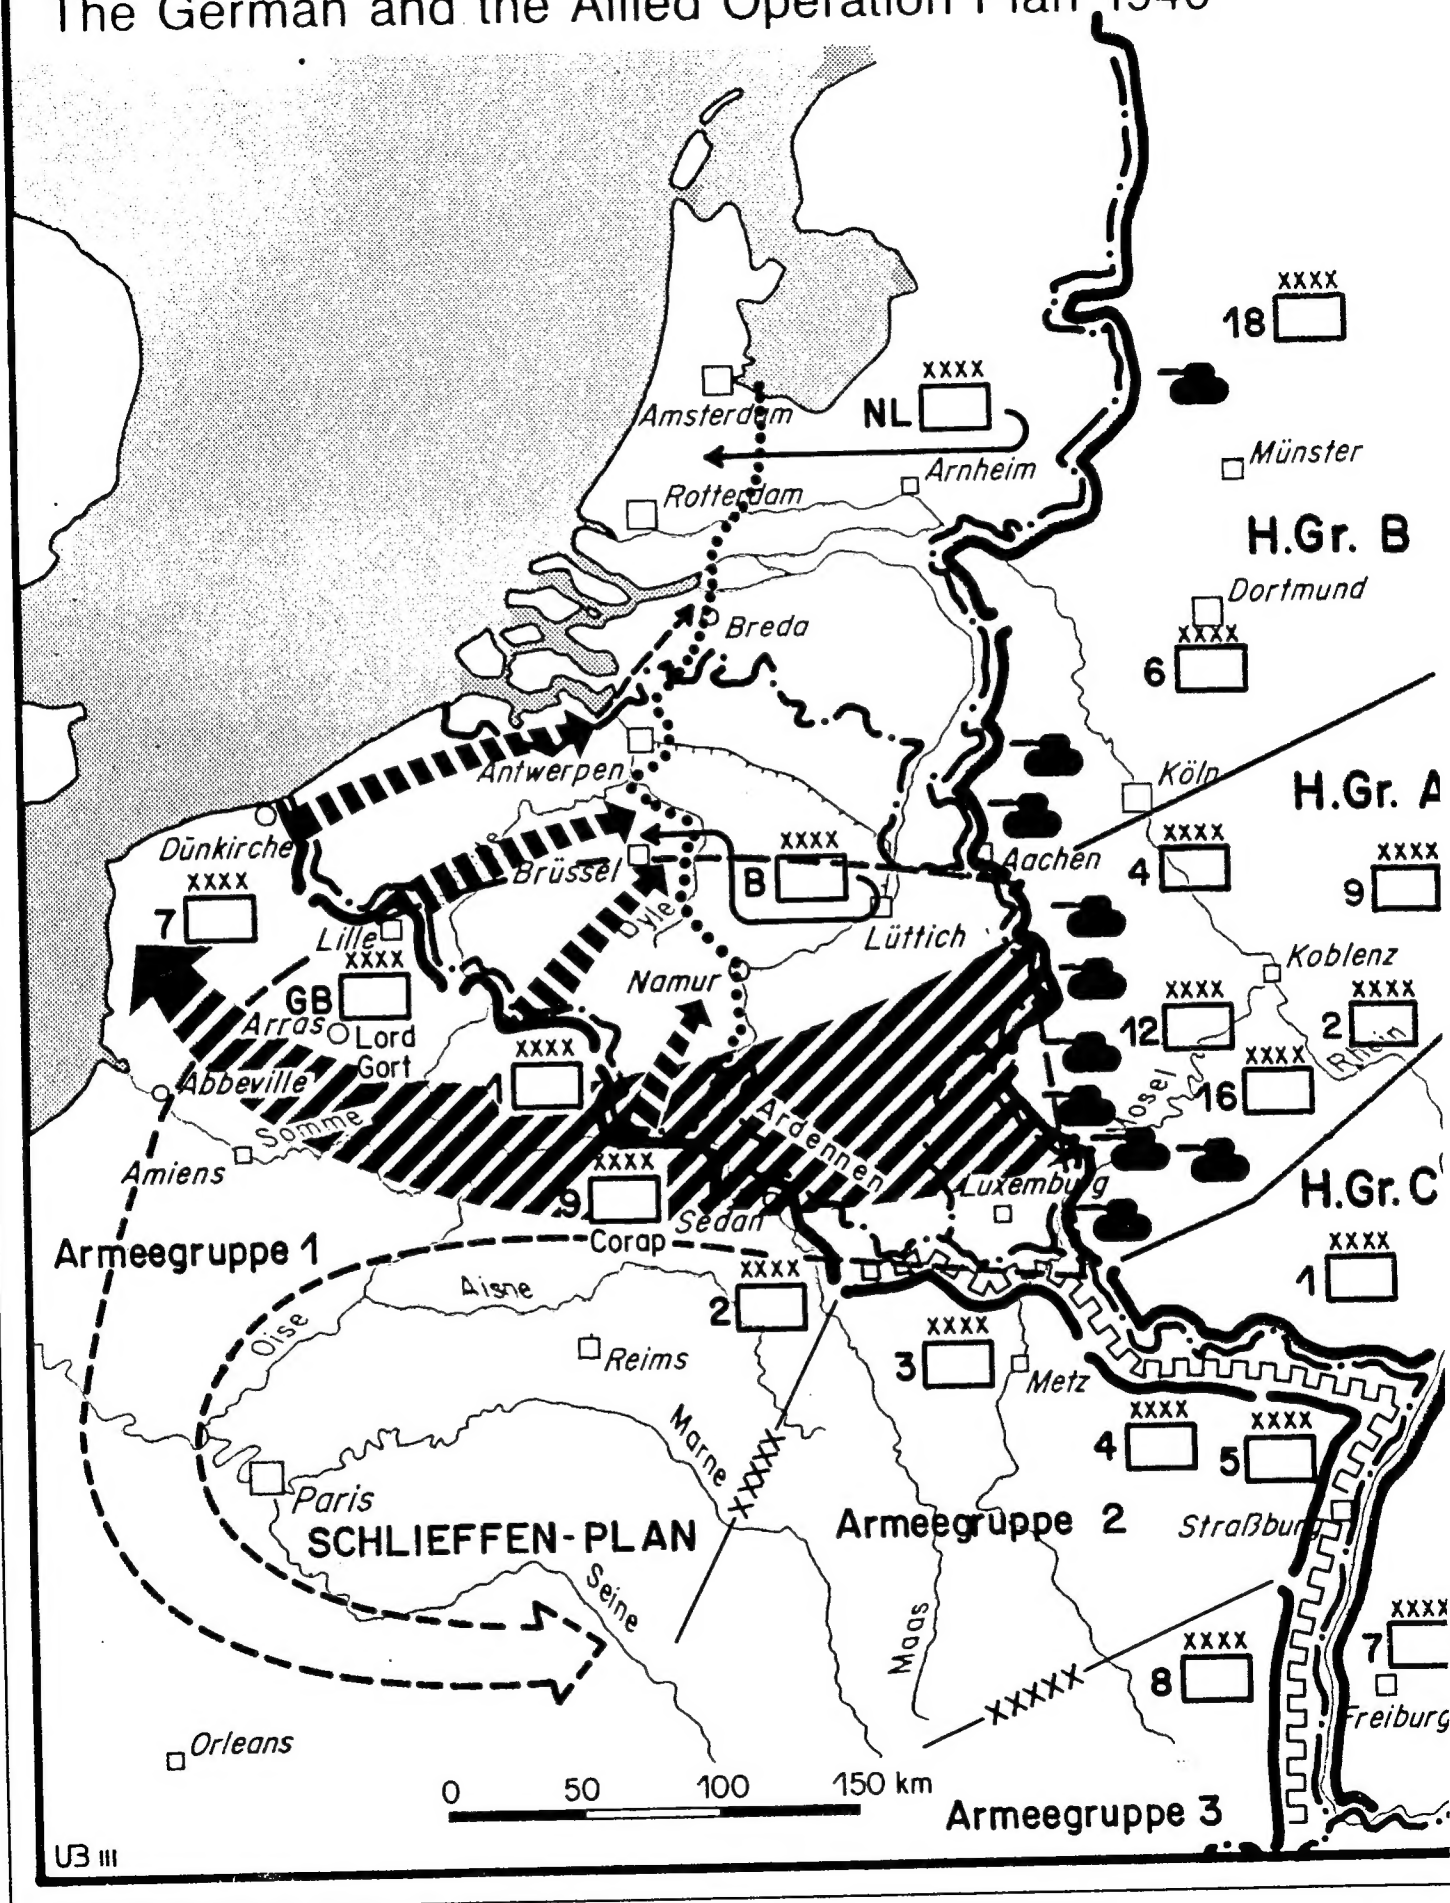 The German and the Allied Operation Plan 1940
XXXX
18
XXXX
NL
Amsterdam
Arnheim
Münster
Rotterdam
H.Gr. B
Dortmund
XXXX
6
Breda
Antwerpen
Köln
H.Gr. A
Dünkirche
Brüssel
XXXX
B
Aachen
XXXX
4
XXXX
9
XXXX
7
Lille
Dyle
Lüttich
XXXX
GB
Arras
Lord
Gort
Namur
Koblenz
XXXX
12
XXXX
2
Rhein
XXXX
1
XXXX
16
Mosel
Abbeville
Somme
Ardennen
Amiens
XXXX
9
Corap
Sedan
Luxemburg
H.Gr. C
Armeegruppe 1
XXXX
1
Aisne
XXXX
2
Oise
Reims
XXXX
3
Metz
Marne
XXXXX
XXXX
4
XXXX
5
Paris
SCHLIEFFEN-PLAN
Armeegruppe 2
Straßburg
Seine
Maas
XXXX
8
XXXX
7
XXXXX
Freiburg
Orleans
0 50 100 150 km
Armeegruppe 3
UB III